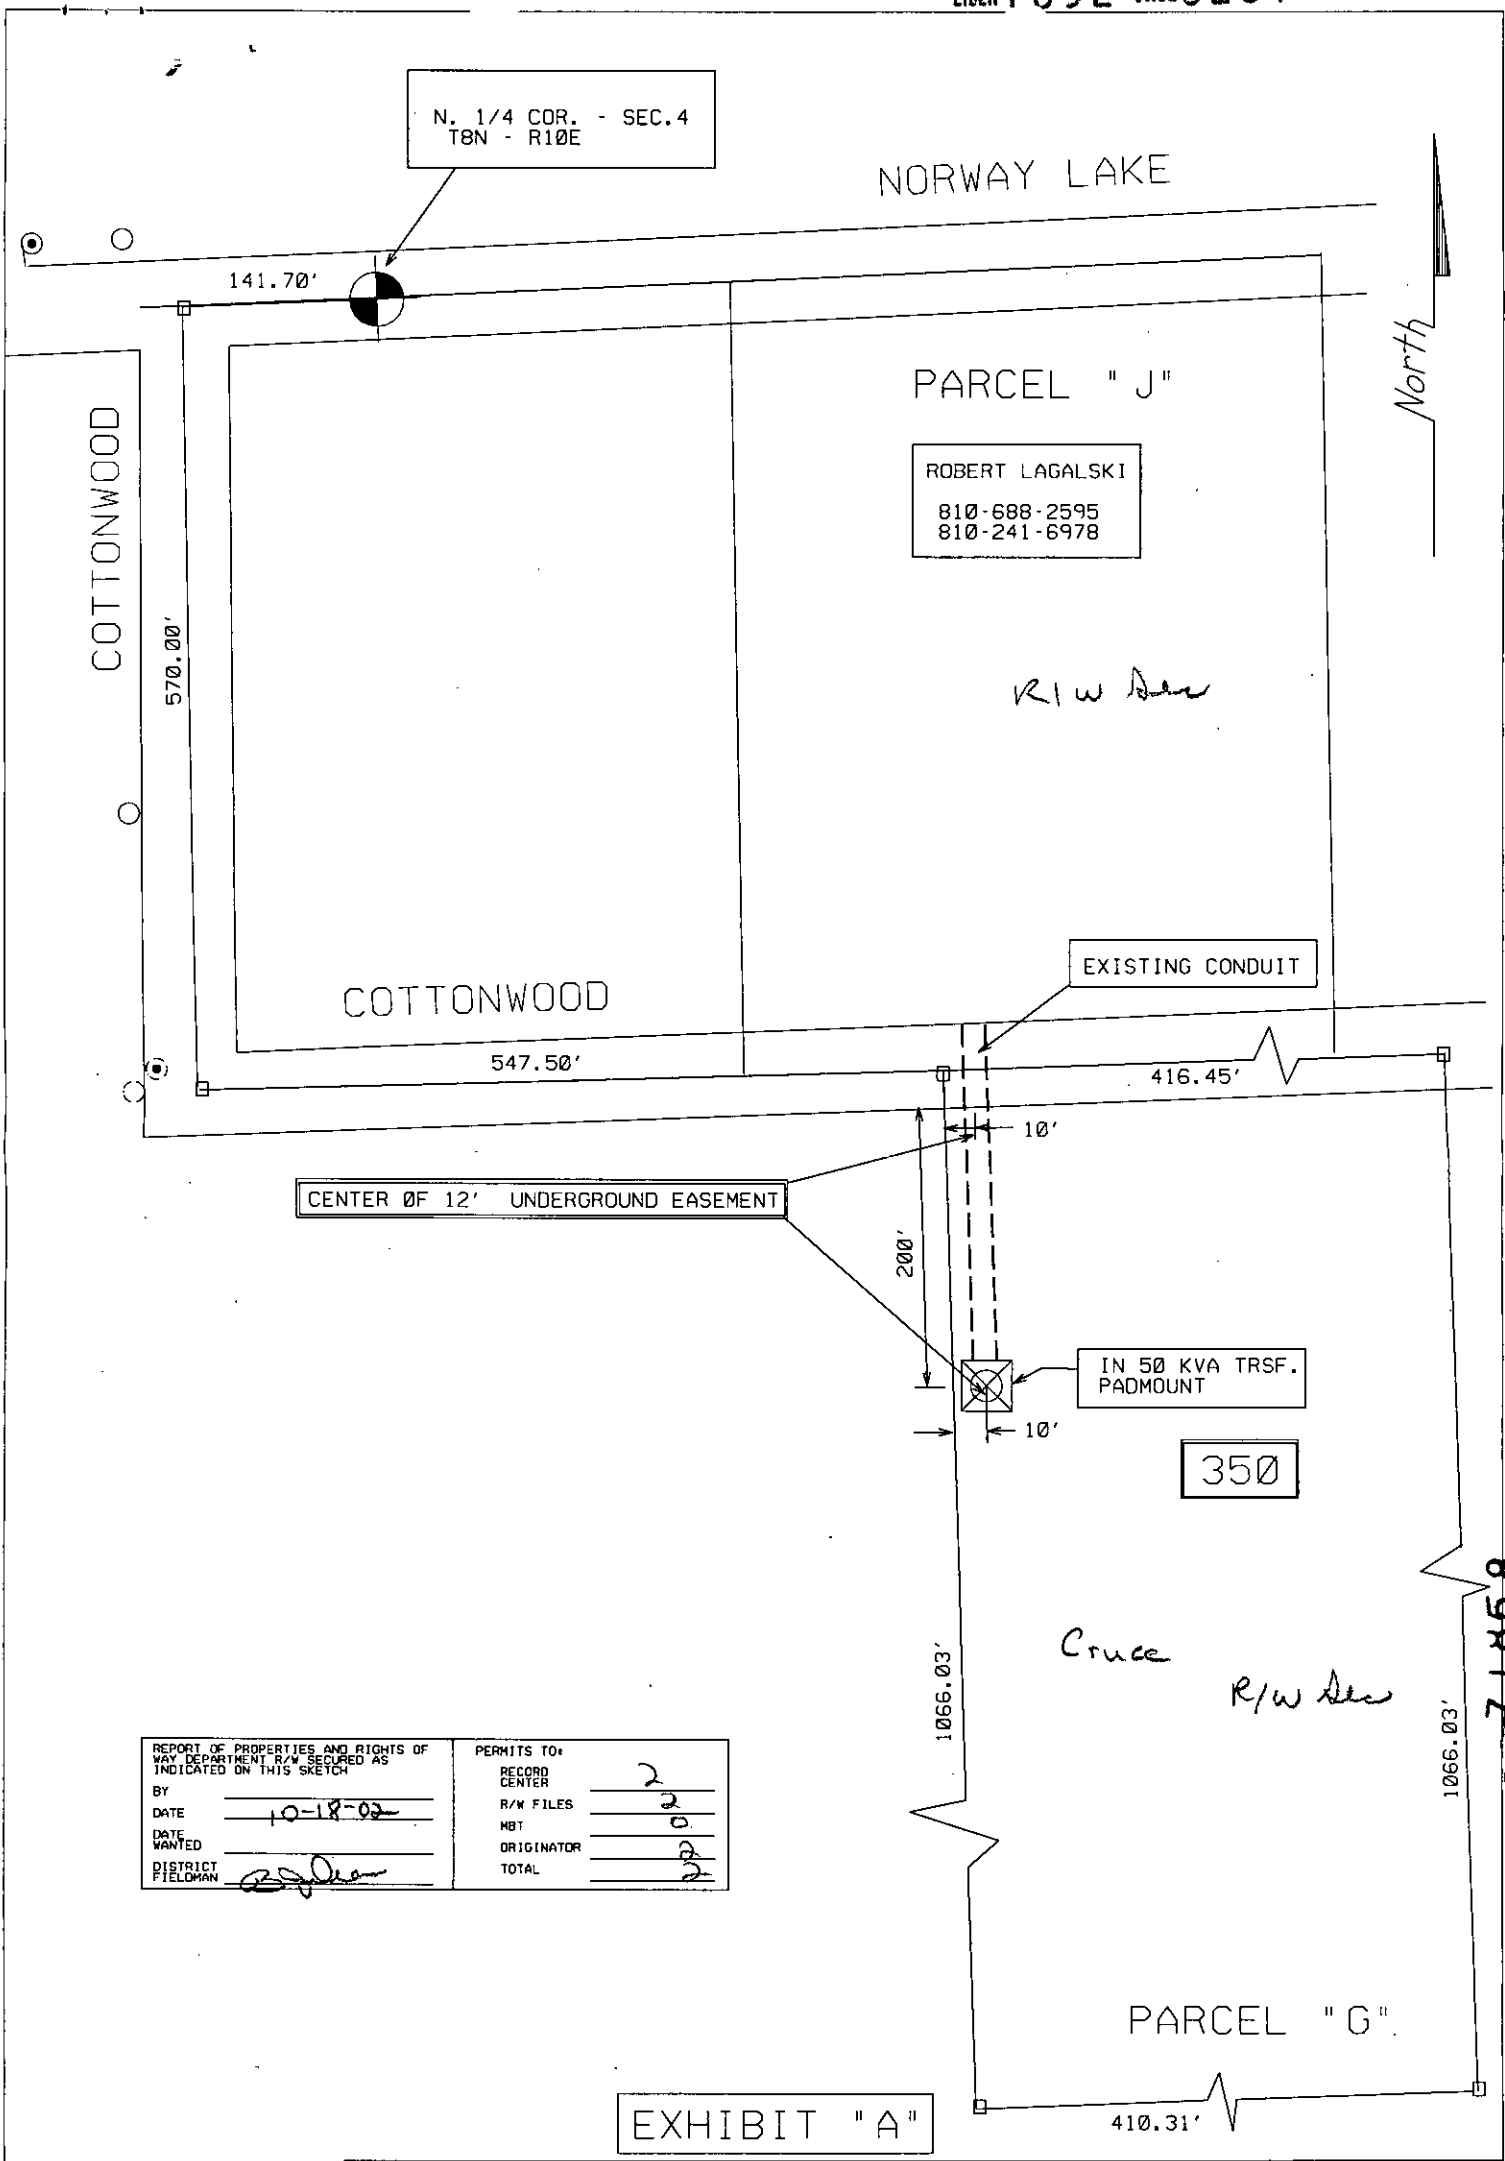 N. 1/4 COR. - SEC.4
T8N - R10E
NORWAY LAKE
141.70'
North
PARCEL "J"
COTTONWOOD
ROBERT LAGALSKI
810-688-2595
810-241-6978
570.00'
R/W Sec
EXISTING CONDUIT
COTTONWOOD
547.50'
416.45'
10'
CENTER ØF 12' UNDERGROUND EASEMENT
200'
IN 50 KVA TRSF.
PADMOUNT
10'
350
Cruce
R/W Sec
1066.03'
1066.03'
REPORT OF PROPERTIES AND RIGHTS OF
WAY DEPARTMENT R/W SECURED AS
INDICATED ON THIS SKETCH
BY
DATE 10-18-02
DATE
WANTED
DISTRICT
FIELDMAN
PERMITS TO:
RECORD
CENTER 2
R/W FILES 2
MBT 0
ORIGINATOR 2
TOTAL 2
PARCEL "G"
410.31'
EXHIBIT "A"